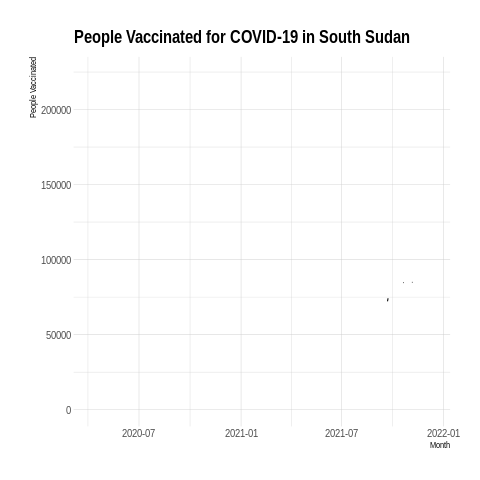 People Vaccinated for COVID-19 in South Sudan
People Vaccinated
200000
150000
100000
50000
0
2020-07 2021-01 2021-07 2022-01
Month